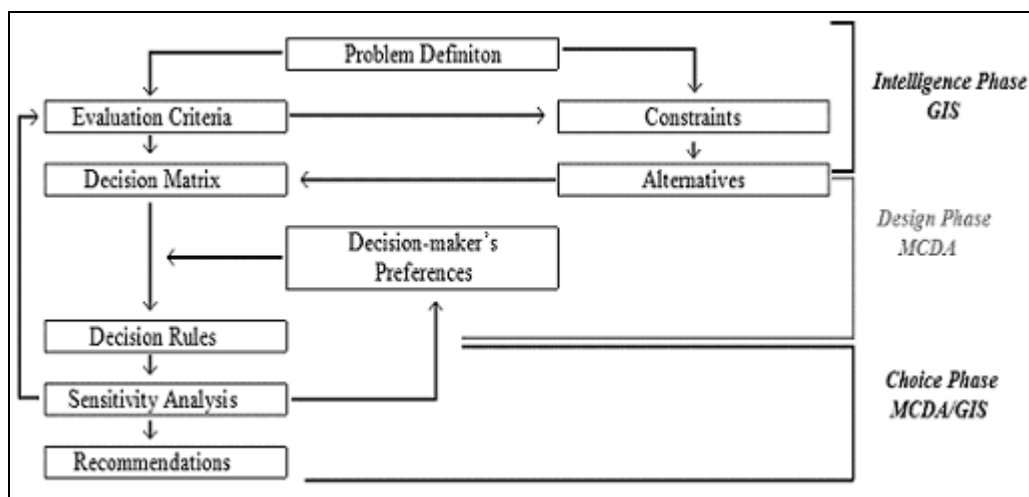 Problem Definiton
Intelligence Phase
GIS
Evaluation Criteria
Constraints
Decision Matrix
Alternatives
Design Phase
MCDA
Decision-maker's
Preferences
Decision Rules
Choice Phase
MCDA/GIS
Sensitivity Analysis
Recommendations